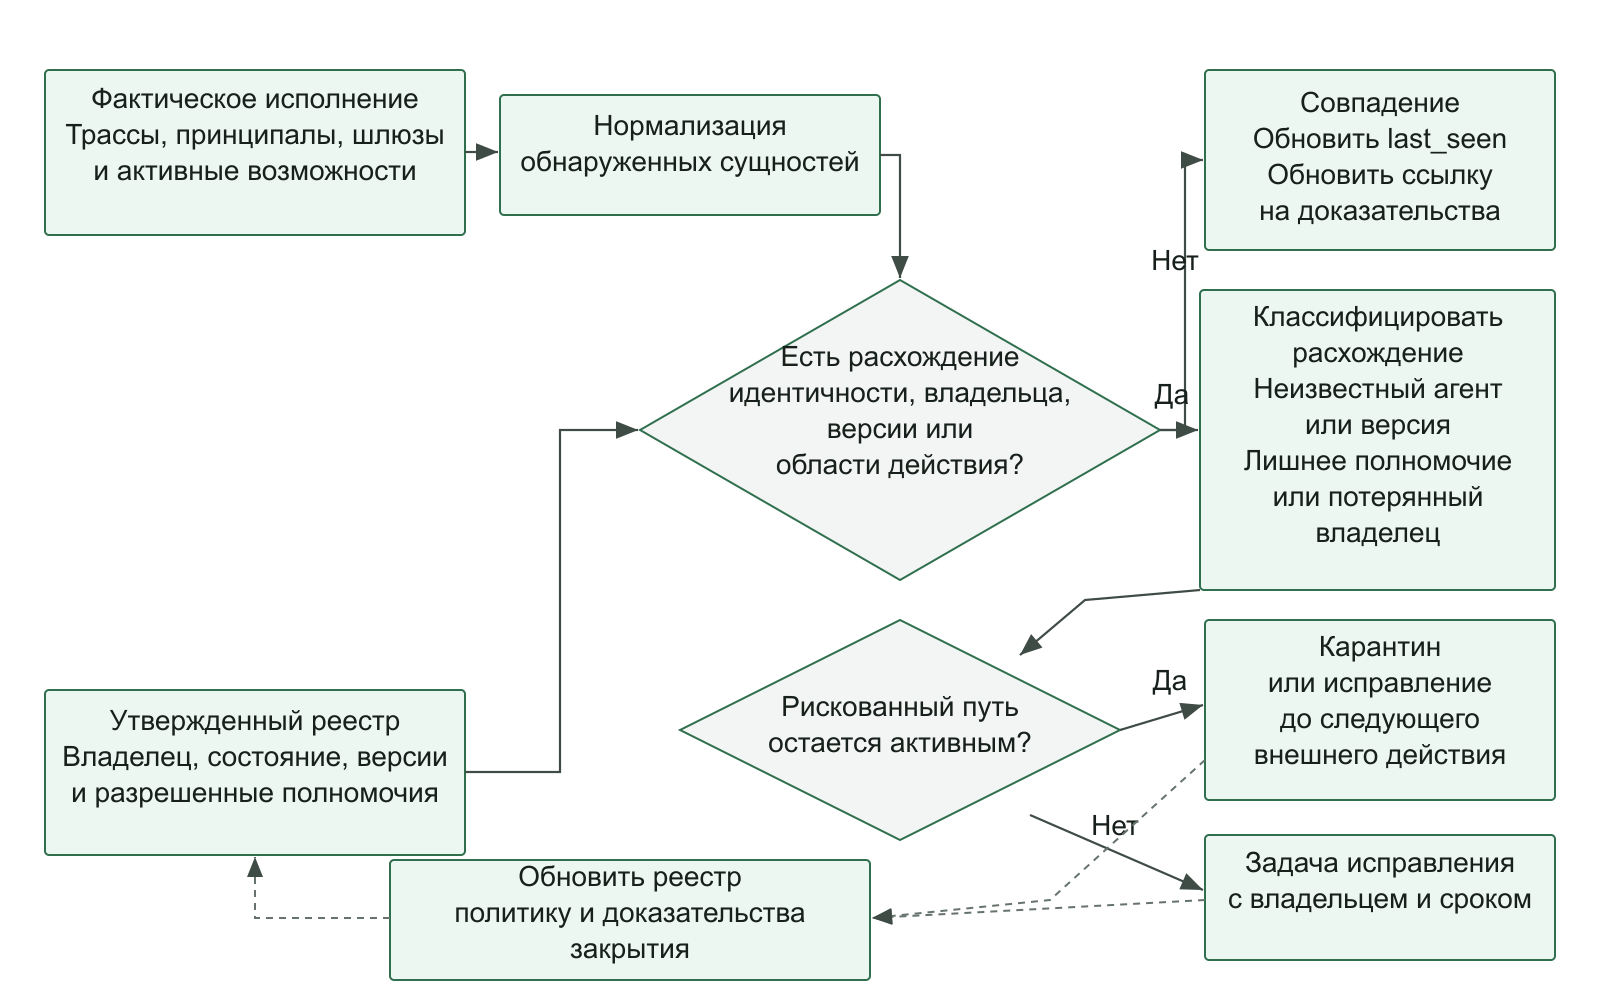 Фактическое исполнение
Трассы, принципалы, шлюзы
и активные возможности
Нормализация
обнаруженных сущностей
Совпадение
Обновить last_seen
Обновить ссылку
на доказательства
Нет
Есть расхождение
идентичности, владельца,
версии или
области действия?
Да
Классифицировать
расхождение
Неизвестный агент
или версия
Лишнее полномочие
или потерянный
владелец
Рискованный путь
остается активным?
Да
Карантин
или исправление
до следующего
внешнего действия
Утвержденный реестр
Владелец, состояние, версии
и разрешенные полномочия
Нет
Задача исправления
с владельцем и сроком
Обновить реестр
политику и доказательства
закрытия